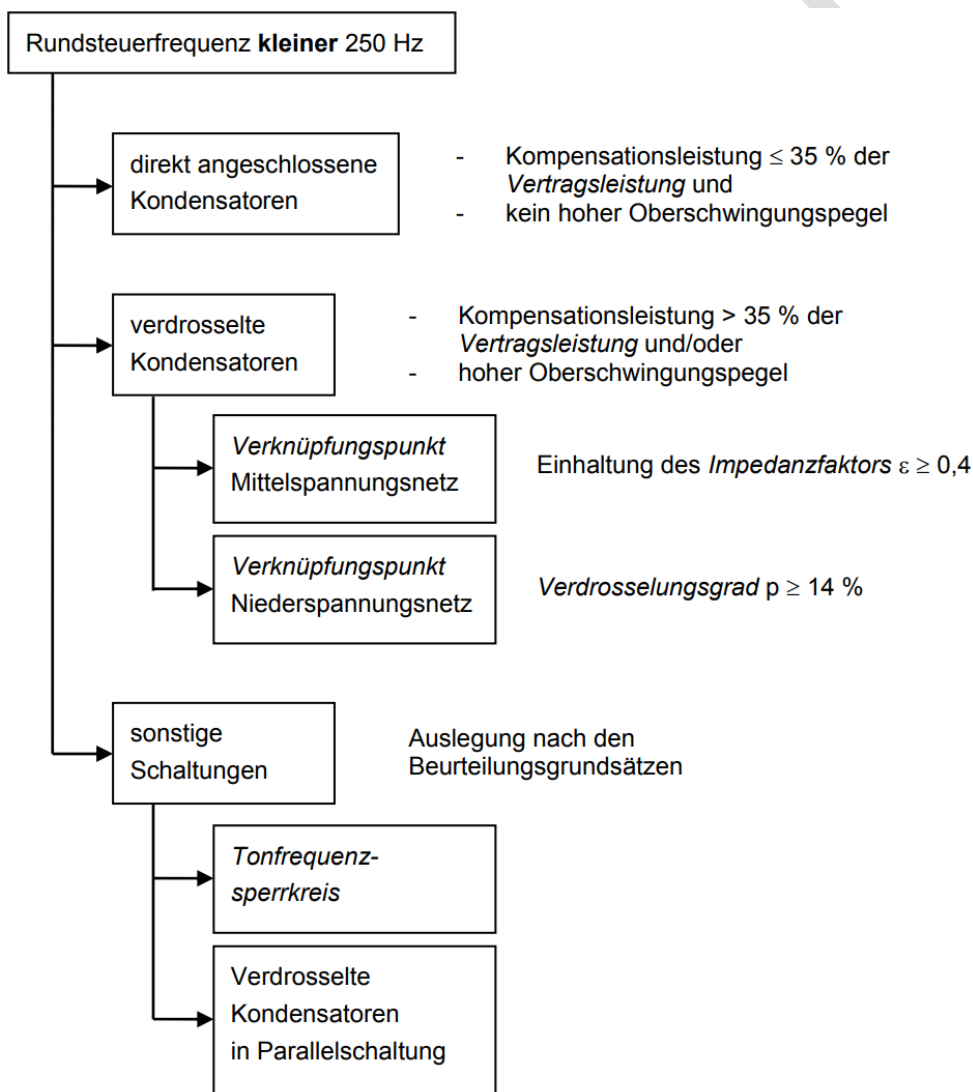 Rundsteuerfrequenz kleiner 250 Hz
direkt angeschlossene
Kondensatoren
- Kompensationsleistung ≤ 35 % der
Vertragsleistung und
- kein hoher Oberschwingungspegel
verdrosselte
Kondensatoren
- Kompensationsleistung > 35 % der
Vertragsleistung und/oder
- hoher Oberschwingungspegel
Verknüpfungspunkt
Mittelspannungsnetz
Einhaltung des Impedanzfaktors ε ≥ 0,4
Verknüpfungspunkt
Niederspannungsnetz
Verdrosselungsgrad p ≥ 14 %
sonstige
Schaltungen
Auslegung nach den
Beurteilungsgrundsätzen
Tonfrequenz-
sperrkreis
Verdrosselte
Kondensatoren
in Parallelschaltung